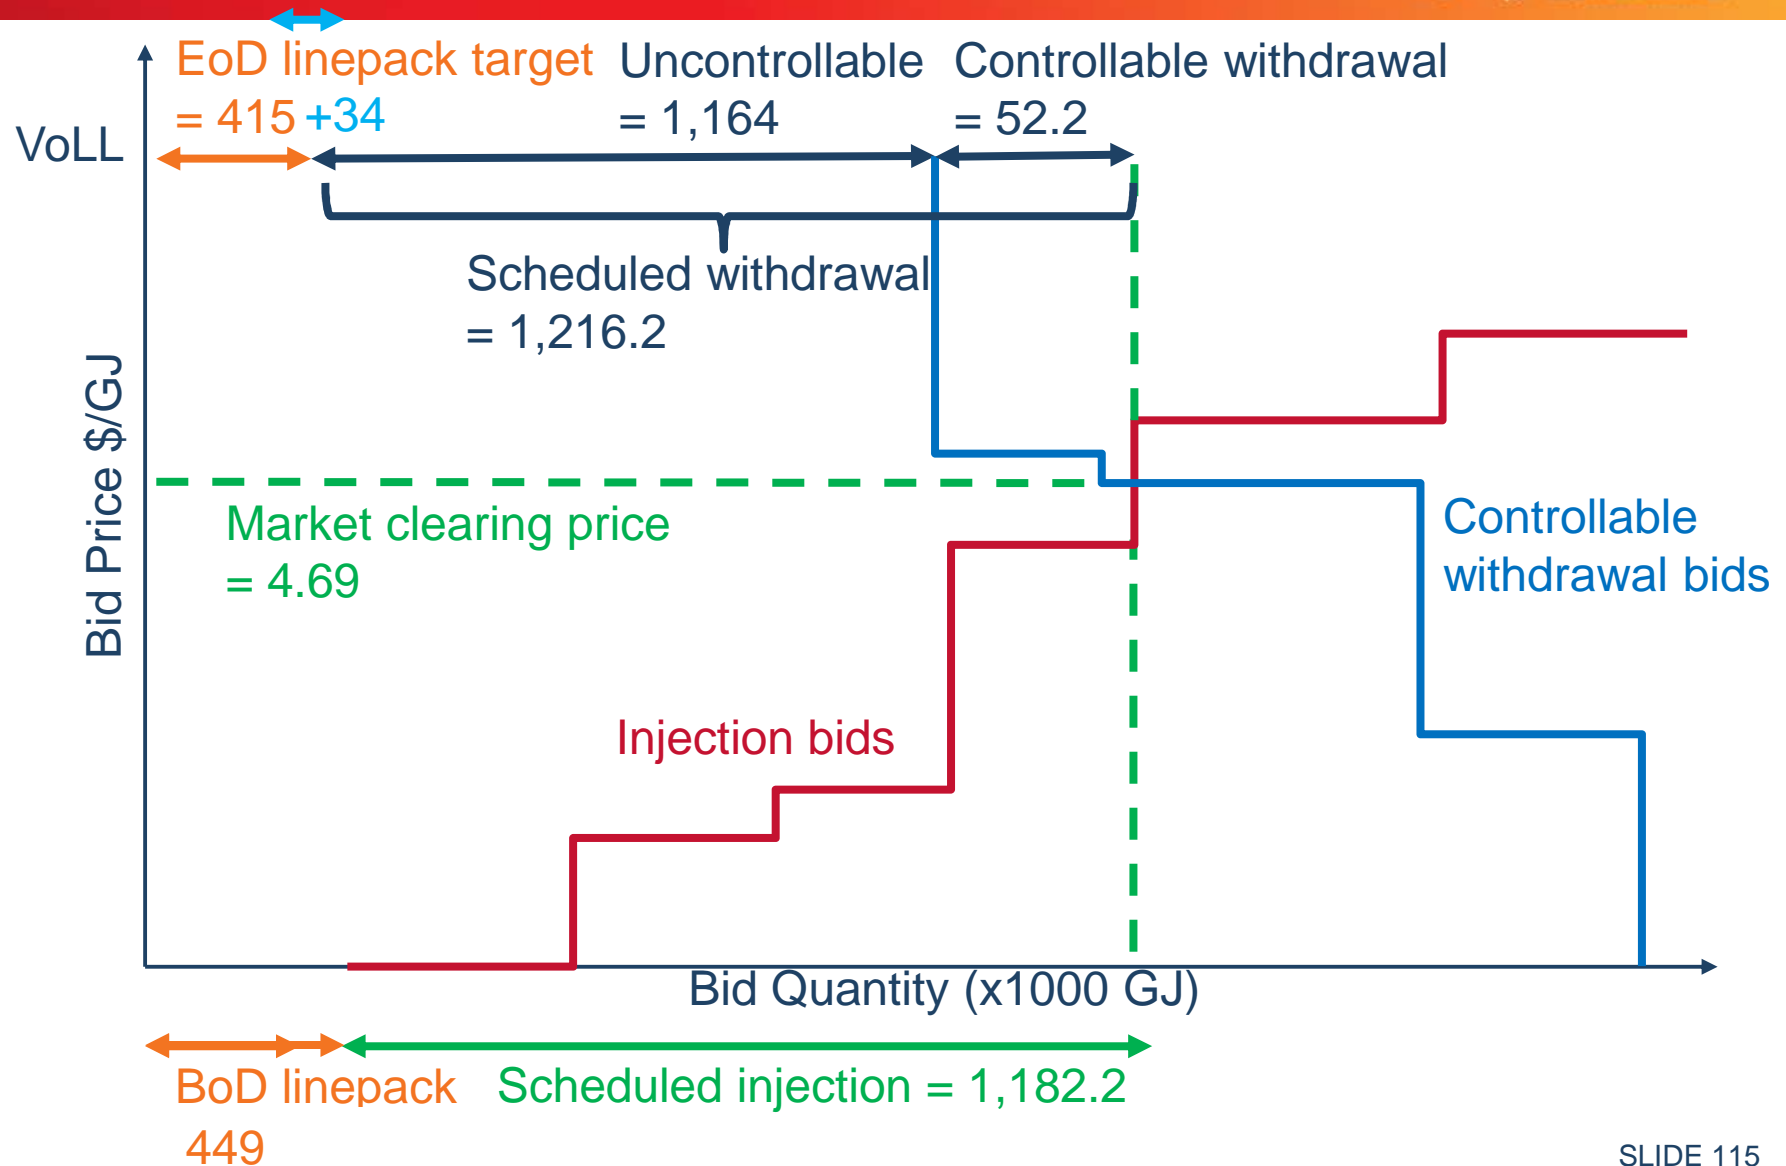 EoD linepack target
= 415 +34
Uncontrollable
= 1,164
Controllable withdrawal
= 52.2
VoLL
Scheduled withdrawal
= 1,216.2
Bid Price $/GJ
Market clearing price
= 4.69
Controllable
withdrawal bids
Injection bids
Bid Quantity (x1000 GJ)
BoD linepack
449
Scheduled injection = 1,182.2
SLIDE 115